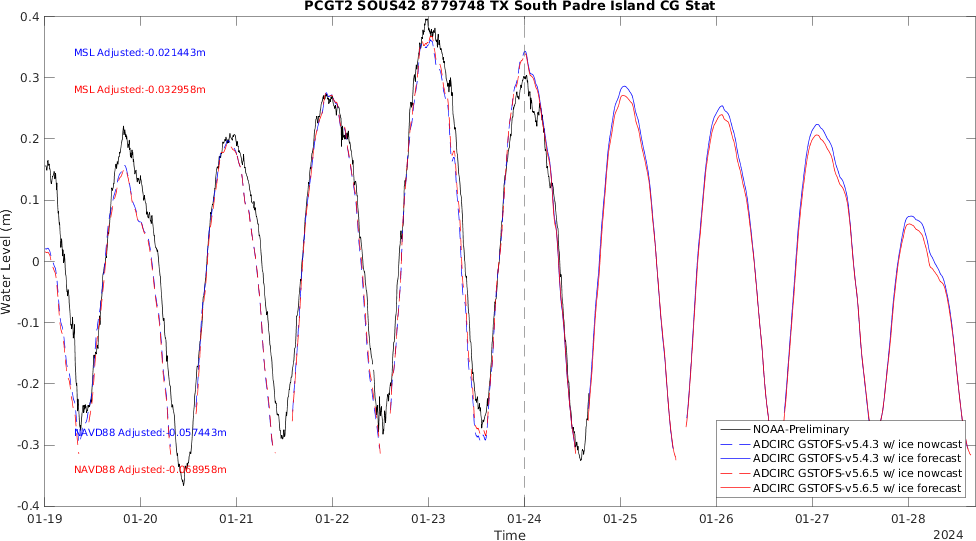 PCGT2 SOUS42 8779748 TX South Padre Island CG Stat
0.4
MSL Adjusted:-0.021443m
0.3
MSL Adjusted:-0.032958m
0.2
0.1
0
Water Level (m)
-0.1
-0.2
-0.3
-0.4
NAVD88 Adjusted:-0.057443m
NAVD88 Adjusted:-0.068958m
NOAA-Preliminary
ADCIRC GSTOFS-v5.4.3 w/ ice nowcast
ADCIRC GSTOFS-v5.4.3 w/ ice forecast
ADCIRC GSTOFS-v5.6.5 w/ ice nowcast
ADCIRC GSTOFS-v5.6.5 w/ ice forecast
01-19 01-20 01-21 01-22 01-23 01-24 01-25 01-26 01-27 01-28
Time
2024